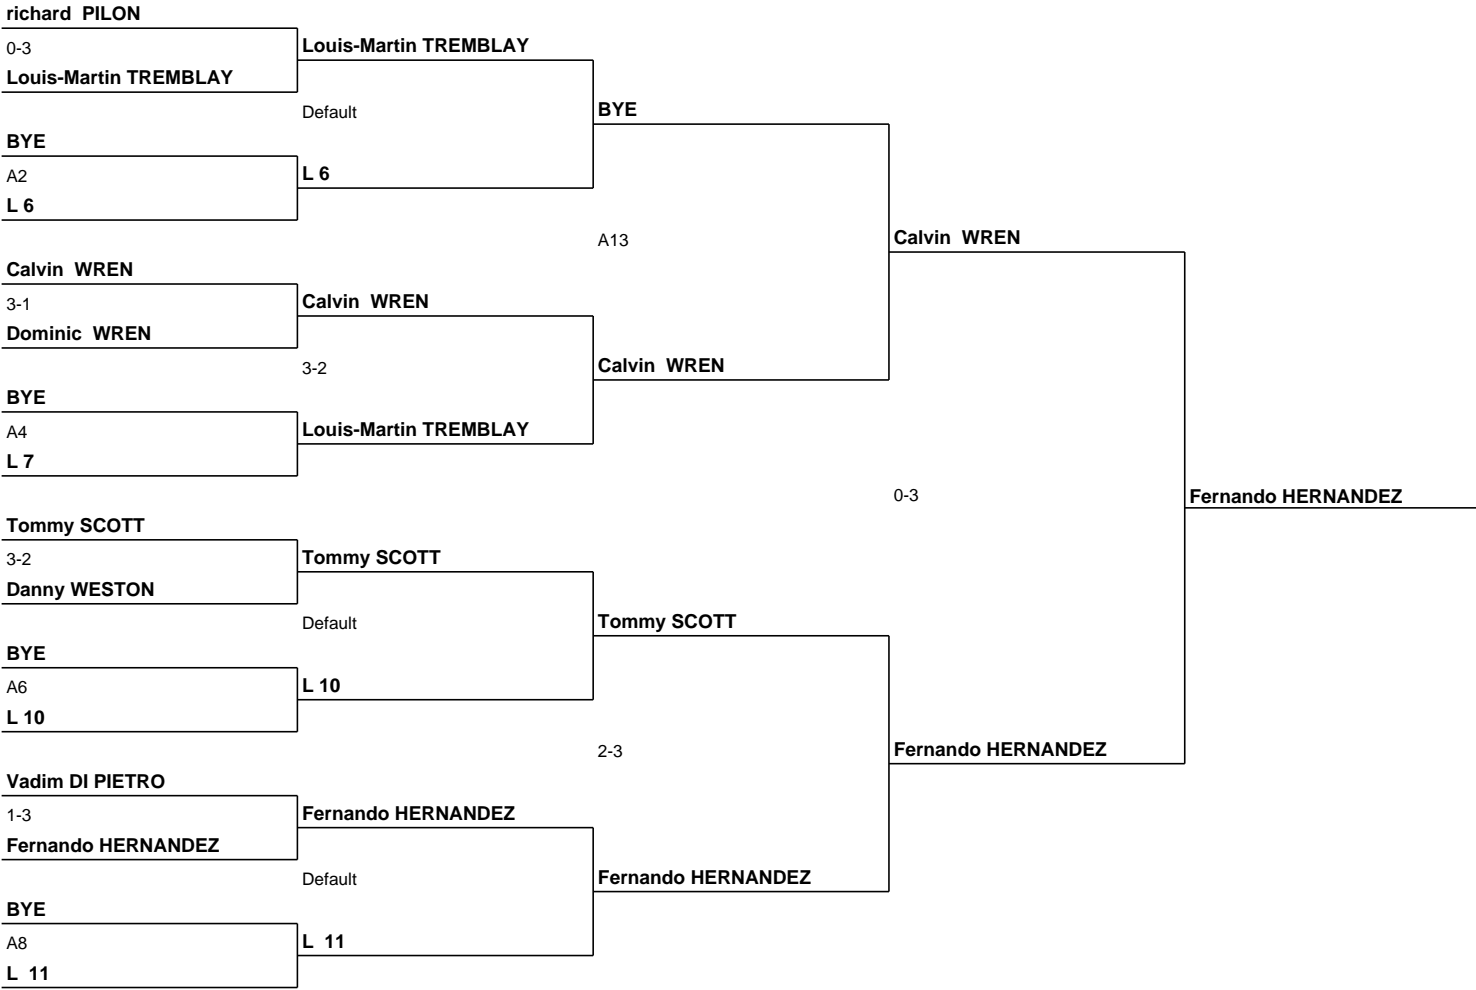 richard  PILON
0-3
Louis-Martin TREMBLAY
BYE
A2
L 6
Calvin  WREN
3-1
Dominic  WREN
BYE
A4
L 7
Tommy SCOTT
3-2
Danny WESTON
BYE
A6
L 10
Vadim DI PIETRO
1-3
Fernando HERNANDEZ
BYE
A8
L  11
Louis-Martin TREMBLAY
Default
L 6
Calvin  WREN
3-2
Louis-Martin TREMBLAY
Tommy SCOTT
Default
L 10
Fernando HERNANDEZ
Default
L  11
BYE
A13
Calvin  WREN
Tommy SCOTT
2-3
Fernando HERNANDEZ
Calvin  WREN
0-3
Fernando HERNANDEZ
Fernando HERNANDEZ